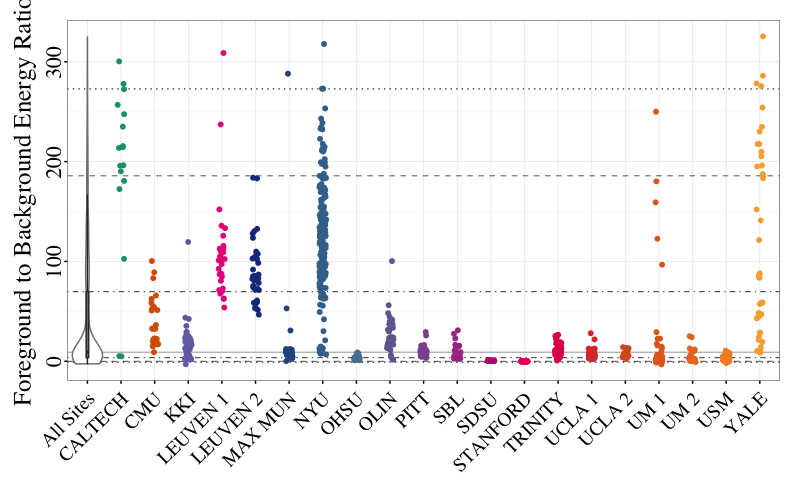 Foreground to Background Energy Ratio
300
200
100
0
All Sites
CALTECH
CMU
KKI
LEUVEN 1
LEUVEN 2
MAX MUN
NYU
OHSU
OLIN
PITT
SBL
SDSU
STANFORD
TRINITY
UCLA 1
UCLA 2
UM 1
UM 2
USM
YALE